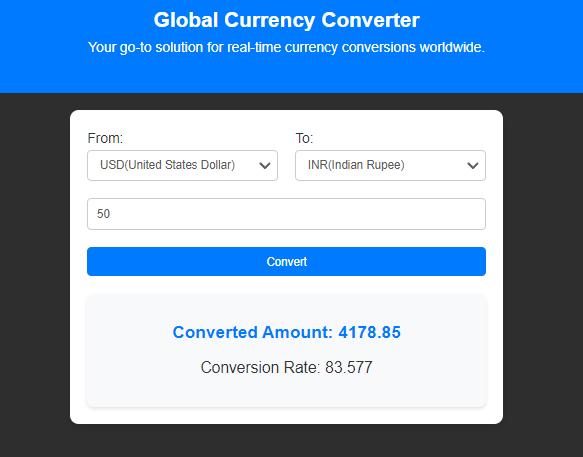 Global Currency Converter
Your go-to solution for real-time currency conversions worldwide.
From: To:
USD(United States Dollar) INR(Indian Rupee)
50
Convert
Converted Amount: 4178.85
Conversion Rate: 83.577